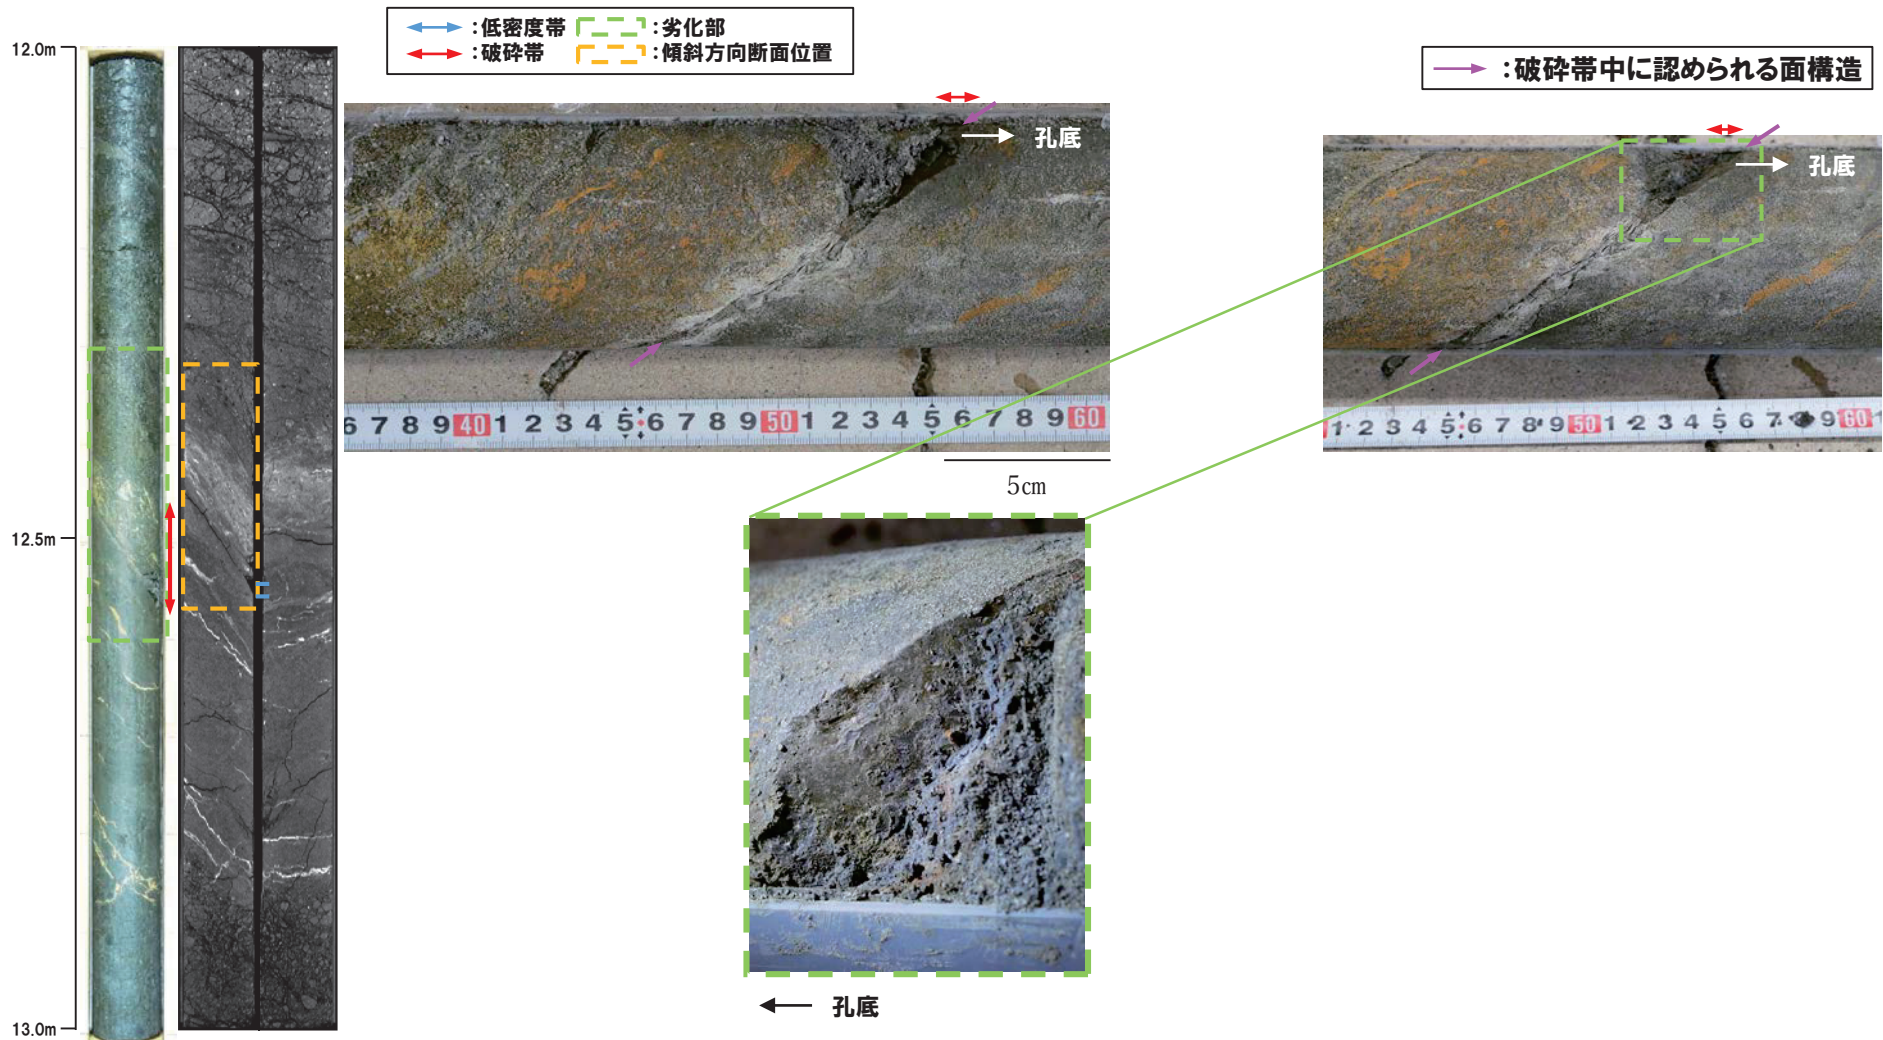 :低密度帯
:劣化部
:破砕帯
:傾斜方向断面位置
:破砕帯中に認められる面構造
12.0m
12.5m
13.0m
孔底
孔底
6 7 8 9 40 1 2 3 4 5 6 7 8 9 50 1 2 3 4 5 6 7 8 9 60
1 2 3 4 5 6 7 8 9 50 1 2 3 4 5 6 7 8 9 60 1
5cm
孔底